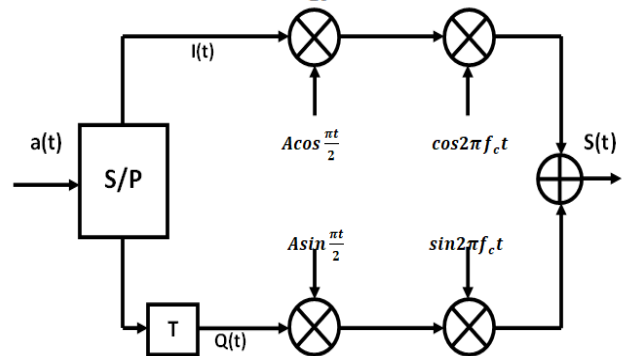 I(t)
Acos πt/2
cos2πf_ct
a(t)
S/P
S(t)
Asin πt/2
sin2πf_ct
T
Q(t)